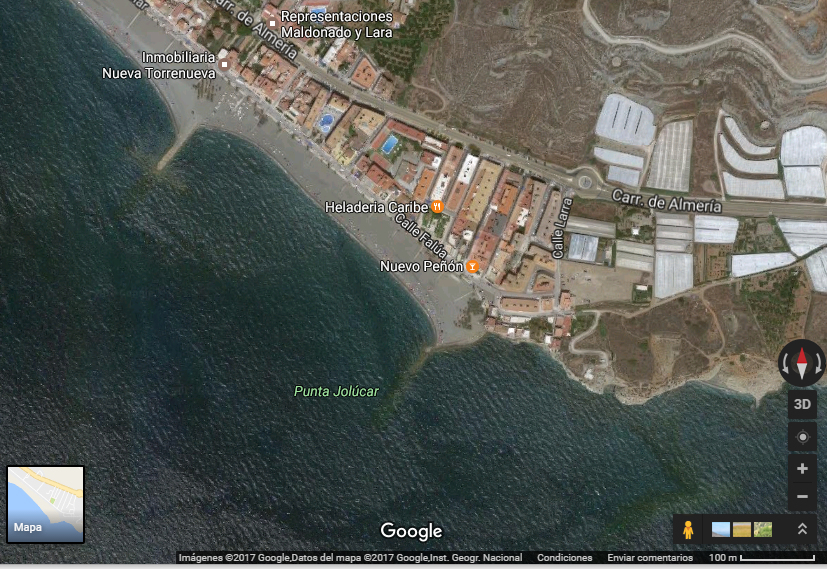 ar
Carr. de Almería
Representaciones
Maldonado y Lara
Inmobiliaria
Nueva Torrenueva
Carr. de Almería
Heladeria Caribe
Calle Falúa
Calle Larra
Nuevo Peñón
Punta Jolúcar
3D
Mapa
Google
Imágenes ©2017 Google,Datos del mapa ©2017 Google,Inst. Geogr. Nacional Condiciones Enviar comentarios 100 m